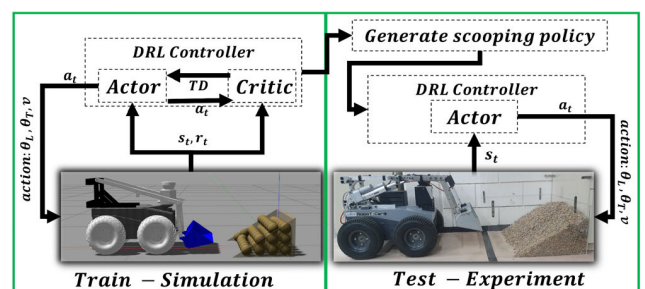 DRL Controller
Actor
TD
Critic
a_t
a_t
s_t, r_t
action: θ_L, θ_T, v
Train − Simulation
Generate scooping policy
DRL Controller
Actor
a_t
s_t
action: θ_L, θ_T, v
Test − Experiment